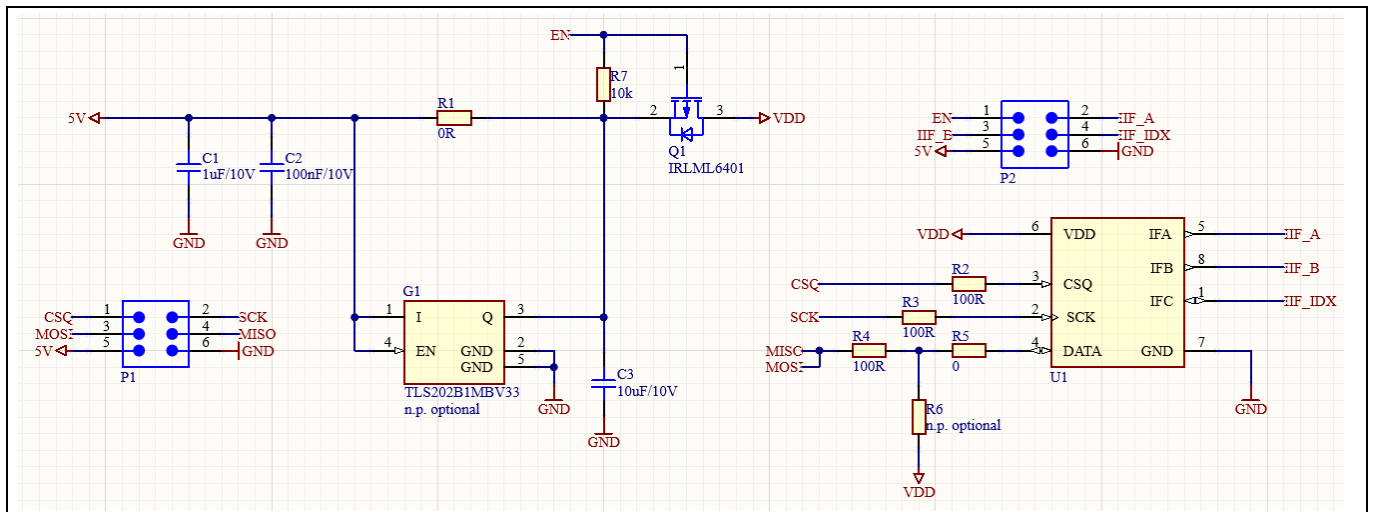 EN
1
R7
10k
5V
R1
0R
2
3
VDD
Q1
IRLML6401
C1
1uF/10V
C2
100nF/10V
GND
GND
EN
1
2
IIF_A
IIF_B
3
4
IIF_IDX
5V
5
6
GND
P2
G1
1
I
Q
3
4
EN
GND
2
GND
5
TLS202B1MBV33
n.p. optional
GND
C3
10uF/10V
GND
CSQ
1
2
SCK
MOSI
3
4
MISO
5V
5
6
GND
P1
VDD
6
VDD
IFA
5
IIF_A
IFB
8
IIF_B
CSQ
R2
100R
3
CSQ
IFC
1
IIF_IDX
SCK
R3
100R
2
SCK
MISO
MOSI
R4
100R
R5
0
4
DATA
GND
7
U1
GND
R6
n.p. optional
VDD